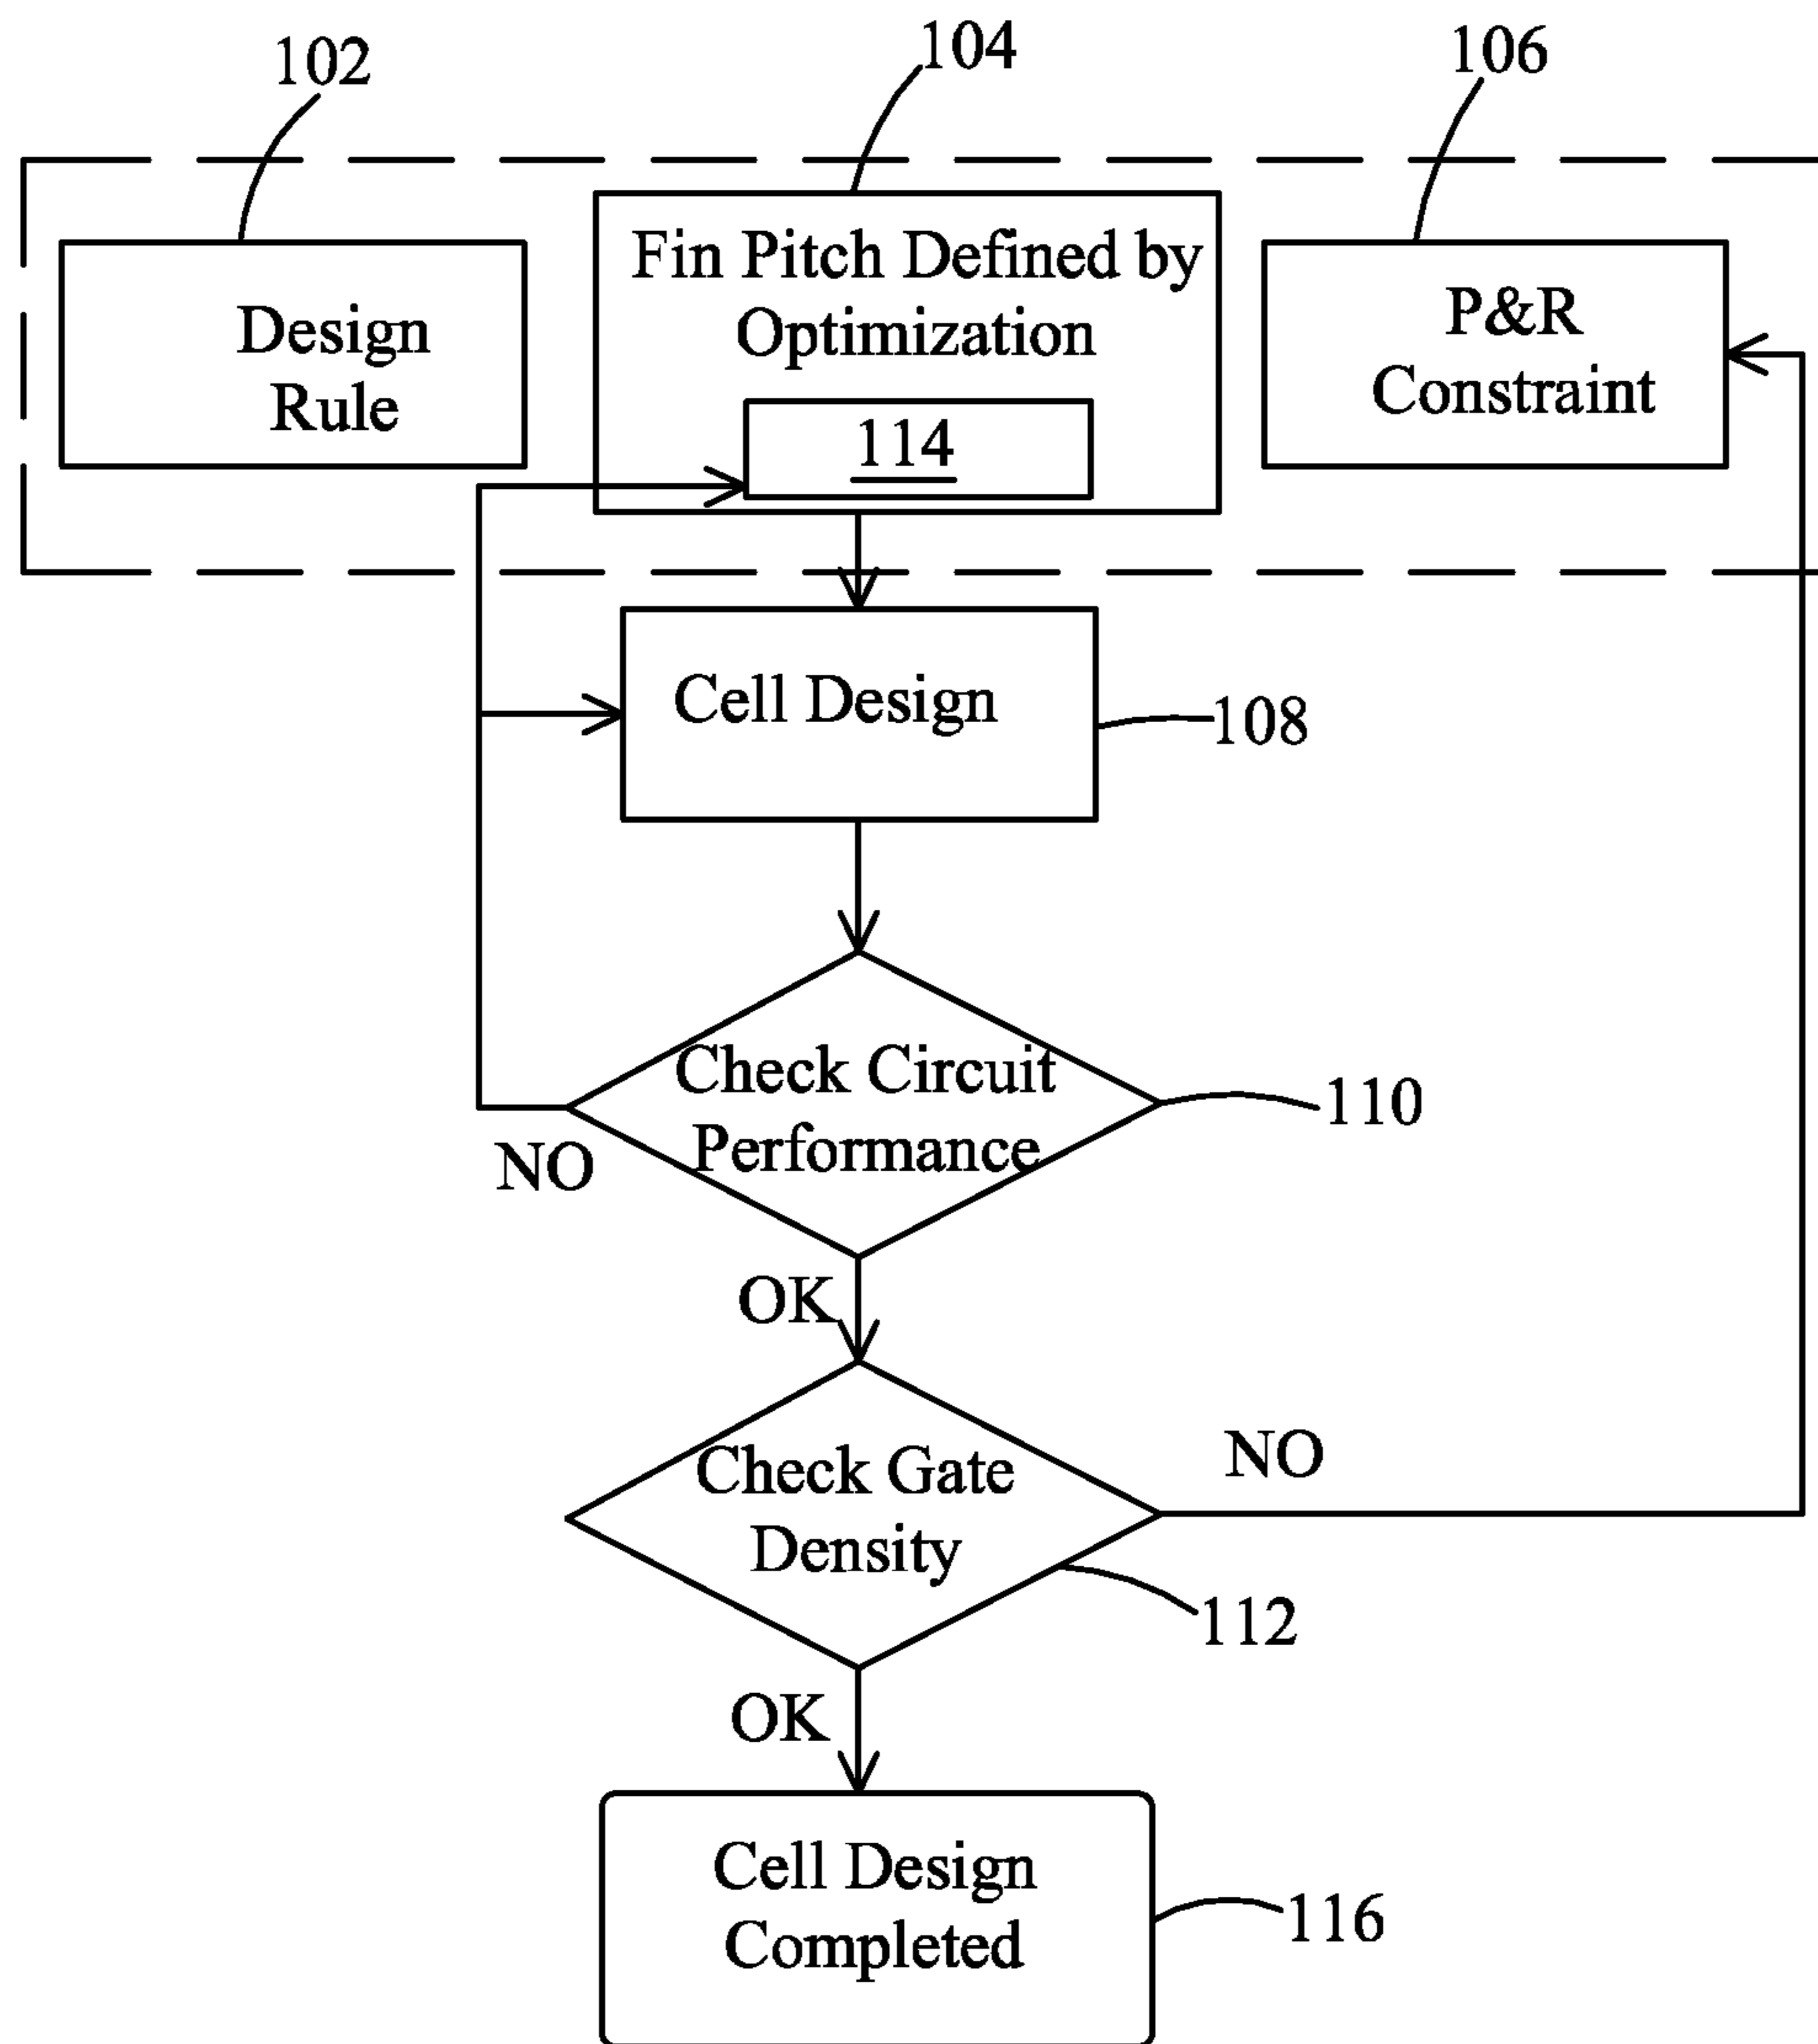 102
104
106
Design
Rule
Fin Pitch Defined by
Optimization
114
P&R
Constraint
Cell Design
108
Check Circuit
Performance
110
NO
OK
Check Gate
Density
NO
112
OK
Cell Design
Completed
116